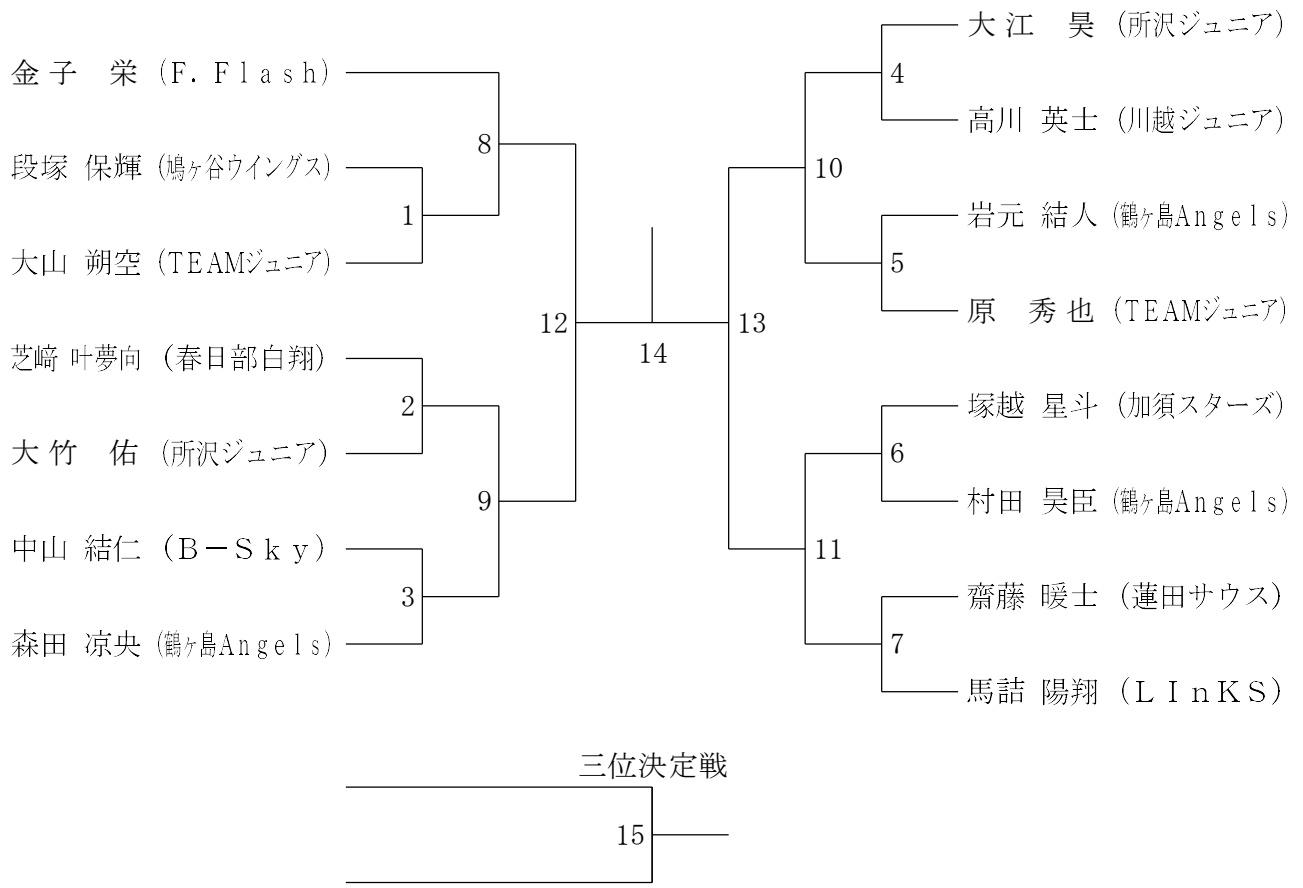 金子 栄 (F. Flash)
段塚 保輝 (鳩ヶ谷ウイングス)
大山 朔空 (TEAMジュニア)
芝﨑 叶夢向 (春日部白翔)
大竹 佑 (所沢ジュニア)
中山 結仁 (B－Sky)
森田 凉央 (鶴ヶ島Angels)
8
1
2
9
3
12
14
13
10
11
4
5
6
7
大江 昊 (所沢ジュニア)
高川 英士 (川越ジュニア)
岩元 結人 (鶴ヶ島Angels)
原 秀也 (TEAMジュニア)
塚越 星斗 (加須スターズ)
村田 昊臣 (鶴ヶ島Angels)
齋藤 暖士 (蓮田サウス)
馬詰 陽翔 (LInKS)
三位決定戦
15